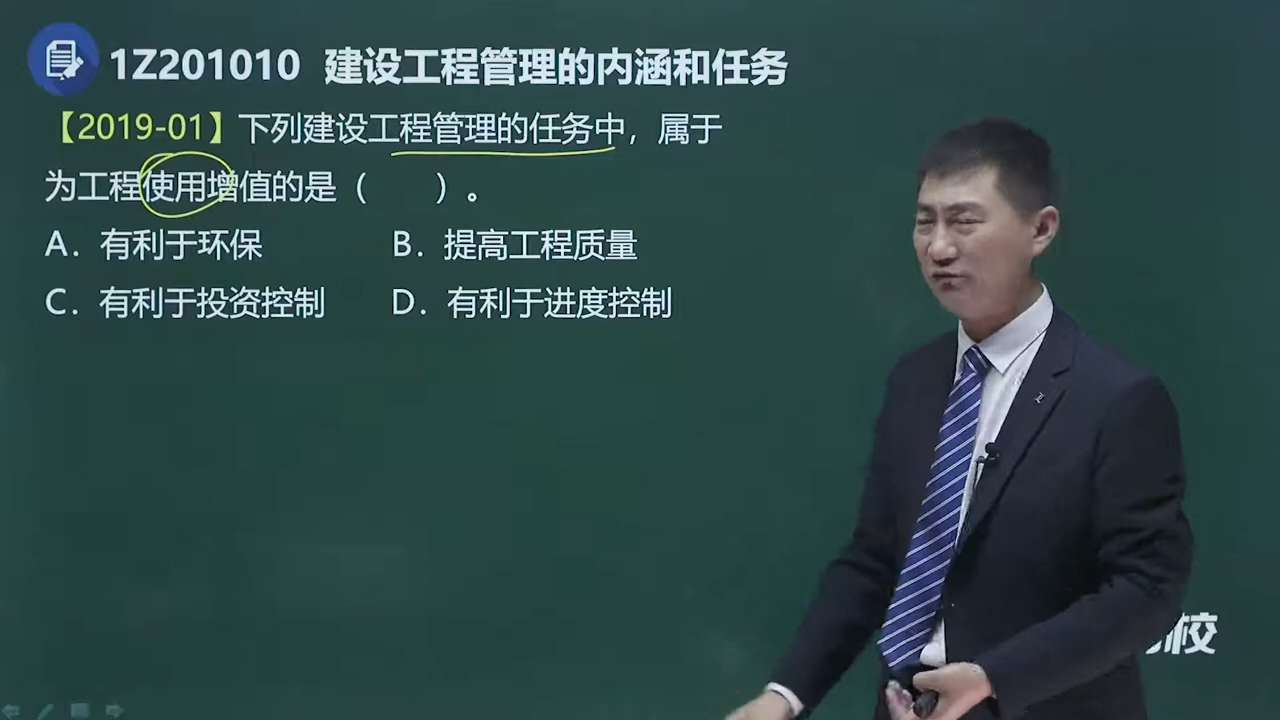 1Z201010 建设工程管理的内涵和任务
【2019-01】下列建设工程管理的任务中，属于
为工程使用增值的是（ ）。
A．有利于环保 B．提高工程质量
C．有利于投资控制 D．有利于进度控制
校